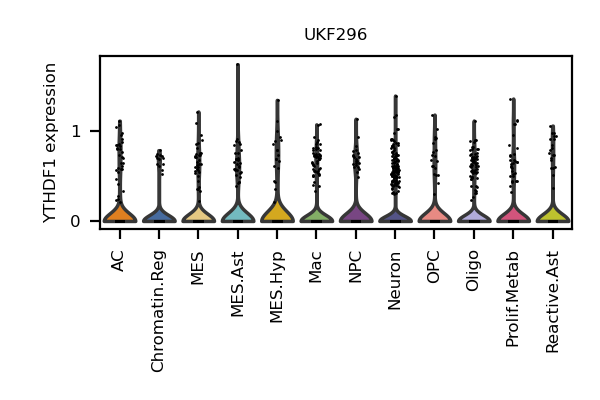 UKF296
YTHDF1 expression
1
0
AC
Chromatin.Reg
MES
MES.Ast
MES.Hyp
Mac
NPC
Neuron
OPC
Oligo
Prolif.Metab
Reactive.Ast